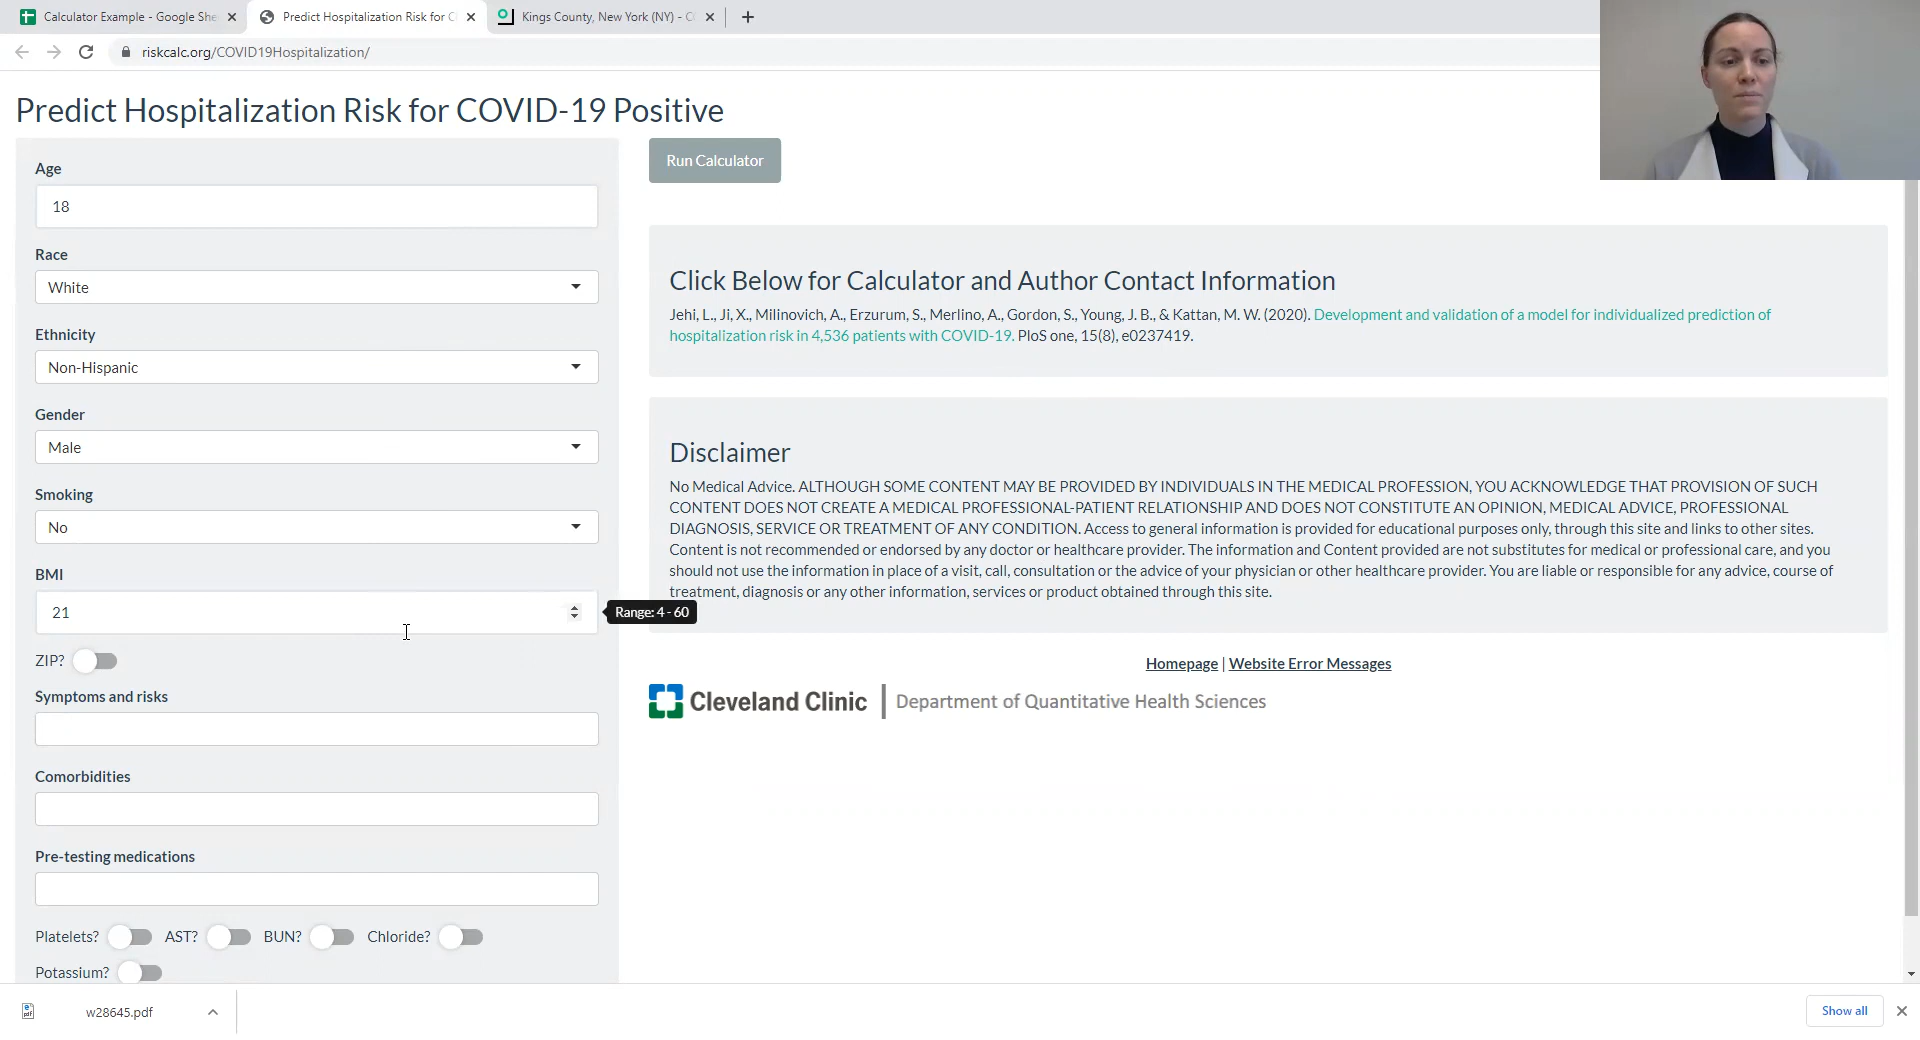 Calculator Example - Google She
Predict Hospitalization Risk for C
Kings County, New York (NY) - C
riskcalc.org/COVID19Hospitalization/
Predict Hospitalization Risk for COVID-19 Positive
Age
18
Race
White
Ethnicity
Non-Hispanic
Gender
Male
Smoking
No
BMI
21
Range: 4 - 60
ZIP?
Symptoms and risks
Comorbidities
Pre-testing medications
Platelets? AST? BUN? Chloride?
Potassium?
Run Calculator
Click Below for Calculator and Author Contact Information
Jehi, L., Ji, X., Milinovich, A., Erzurum, S., Merlino, A., Gordon, S., Young, J. B., & Kattan, M. W. (2020). Development and validation of a model for individualized prediction of
hospitalization risk in 4,536 patients with COVID-19. PloS one, 15(8), e0237419.
Disclaimer
No Medical Advice. ALTHOUGH SOME CONTENT MAY BE PROVIDED BY INDIVIDUALS IN THE MEDICAL PROFESSION, YOU ACKNOWLEDGE THAT PROVISION OF SUCH
CONTENT DOES NOT CREATE A MEDICAL PROFESSIONAL-PATIENT RELATIONSHIP AND DOES NOT CONSTITUTE AN OPINION, MEDICAL ADVICE, PROFESSIONAL
DIAGNOSIS, SERVICE OR TREATMENT OF ANY CONDITION. Access to general information is provided for educational purposes only, through this site and links to other sites.
Content is not recommended or endorsed by any doctor or healthcare provider. The information and Content provided are not substitutes for medical or professional care, and you
should not use the information in place of a visit, call, consultation or the advice of your physician or other healthcare provider. You are liable or responsible for any advice, course of
treatment, diagnosis or any other information, services or product obtained through this site.
Homepage | Website Error Messages
Cleveland Clinic | Department of Quantitative Health Sciences
w28645.pdf
Show all